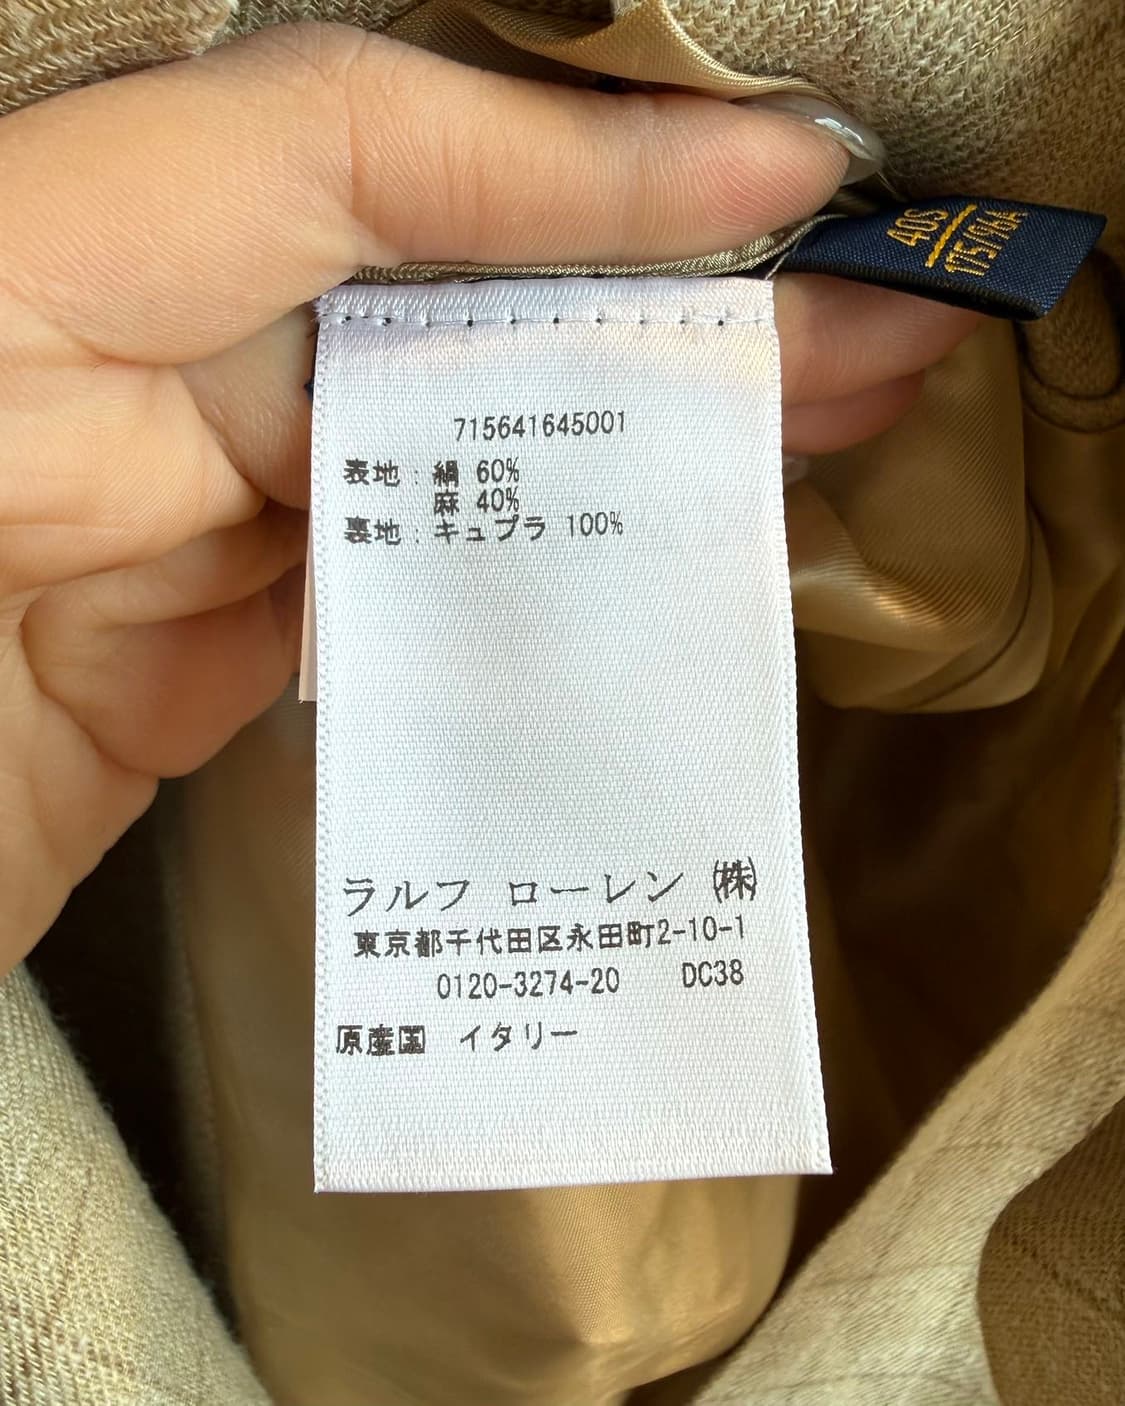 40S
175/96A
715641645001
表地:絹 60%
麻 40%
裏地:キュプラ 100%
ラルフ ローレン ㈱
東京都千代田区永田町2-10-1
0120-3274-20 DC38
原産国 イタリー